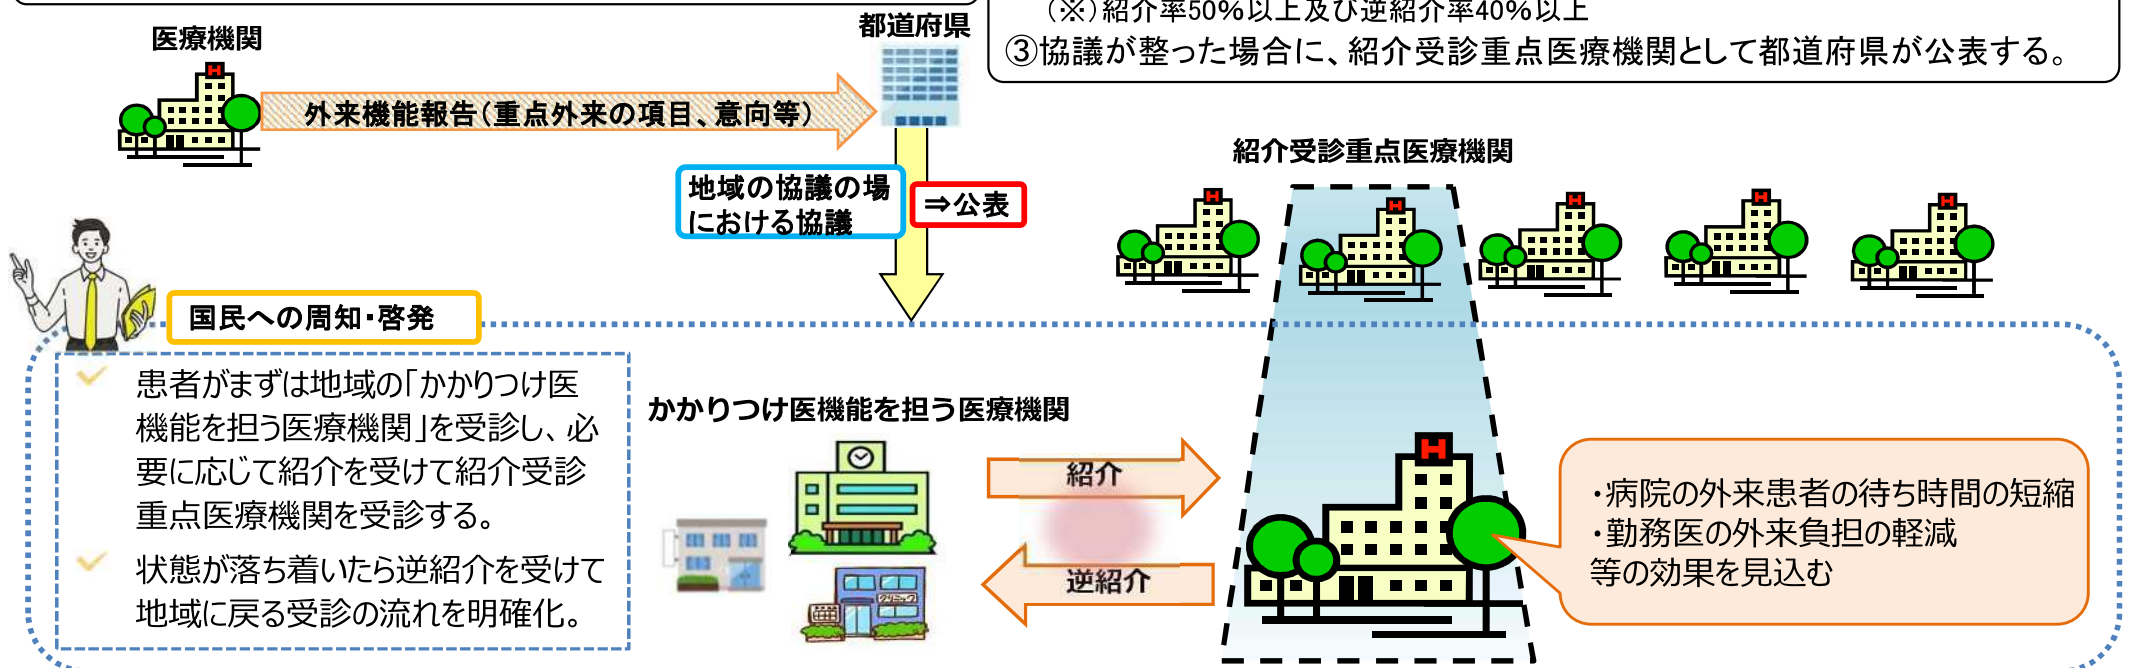 (※)紹介率50%以上及び逆紹介率40%以上
③協議が整った場合に、紹介受診重点医療機関として都道府県が公表する。
医療機関
都道府県
外来機能報告(重点外来の項目、意向等)
地域の協議の場
における協議
⇒公表
紹介受診重点医療機関
国民への周知・啓発
患者がまずは地域の「かかりつけ医
機能を担う医療機関」を受診し、必
要に応じて紹介を受けて紹介受診
重点医療機関を受診する。
状態が落ち着いたら逆紹介を受けて
地域に戻る受診の流れを明確化。
かかりつけ医機能を担う医療機関
クリニック
紹介
逆紹介
・病院の外来患者の待ち時間の短縮
・勤務医の外来負担の軽減
等の効果を見込む
H
H
H
H
H
H
H